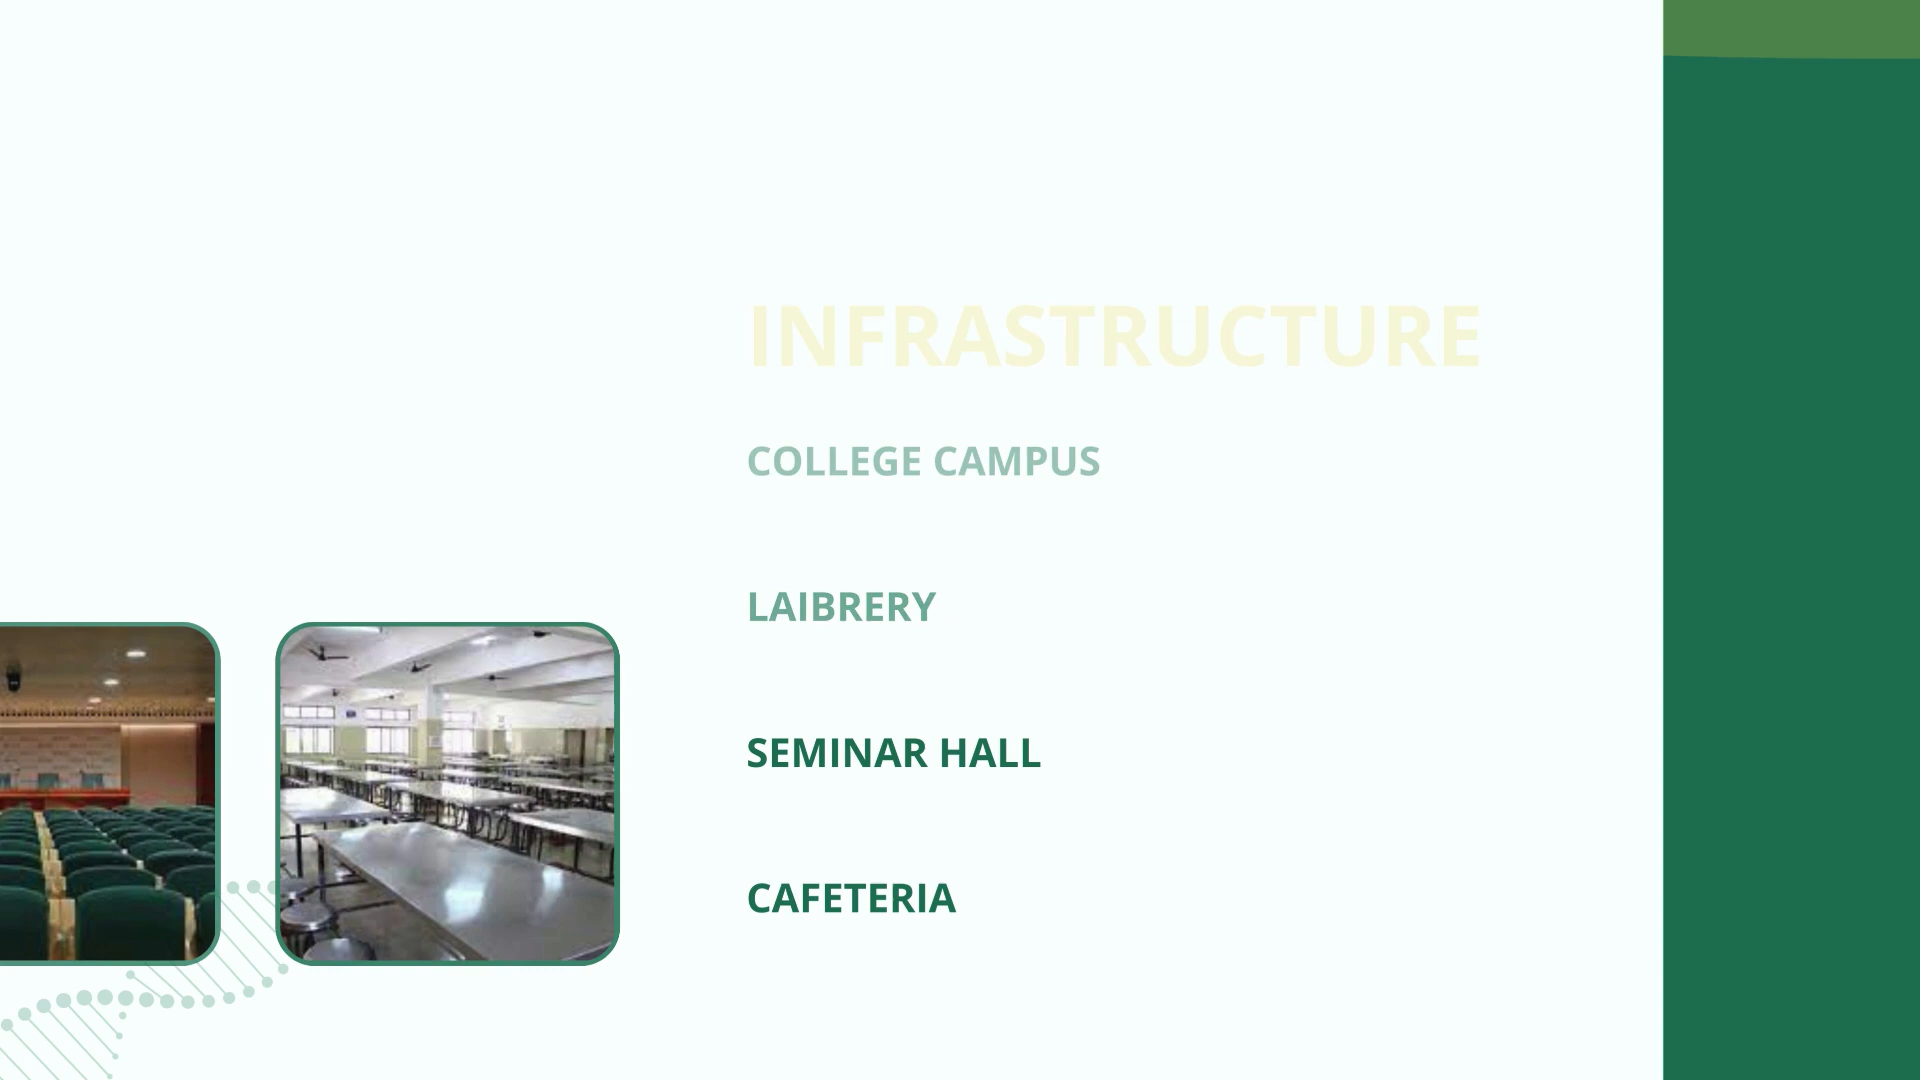 INFRASTRUCTURE
COLLEGE CAMPUS
LAIBRERY
SEMINAR HALL
CAFETERIA